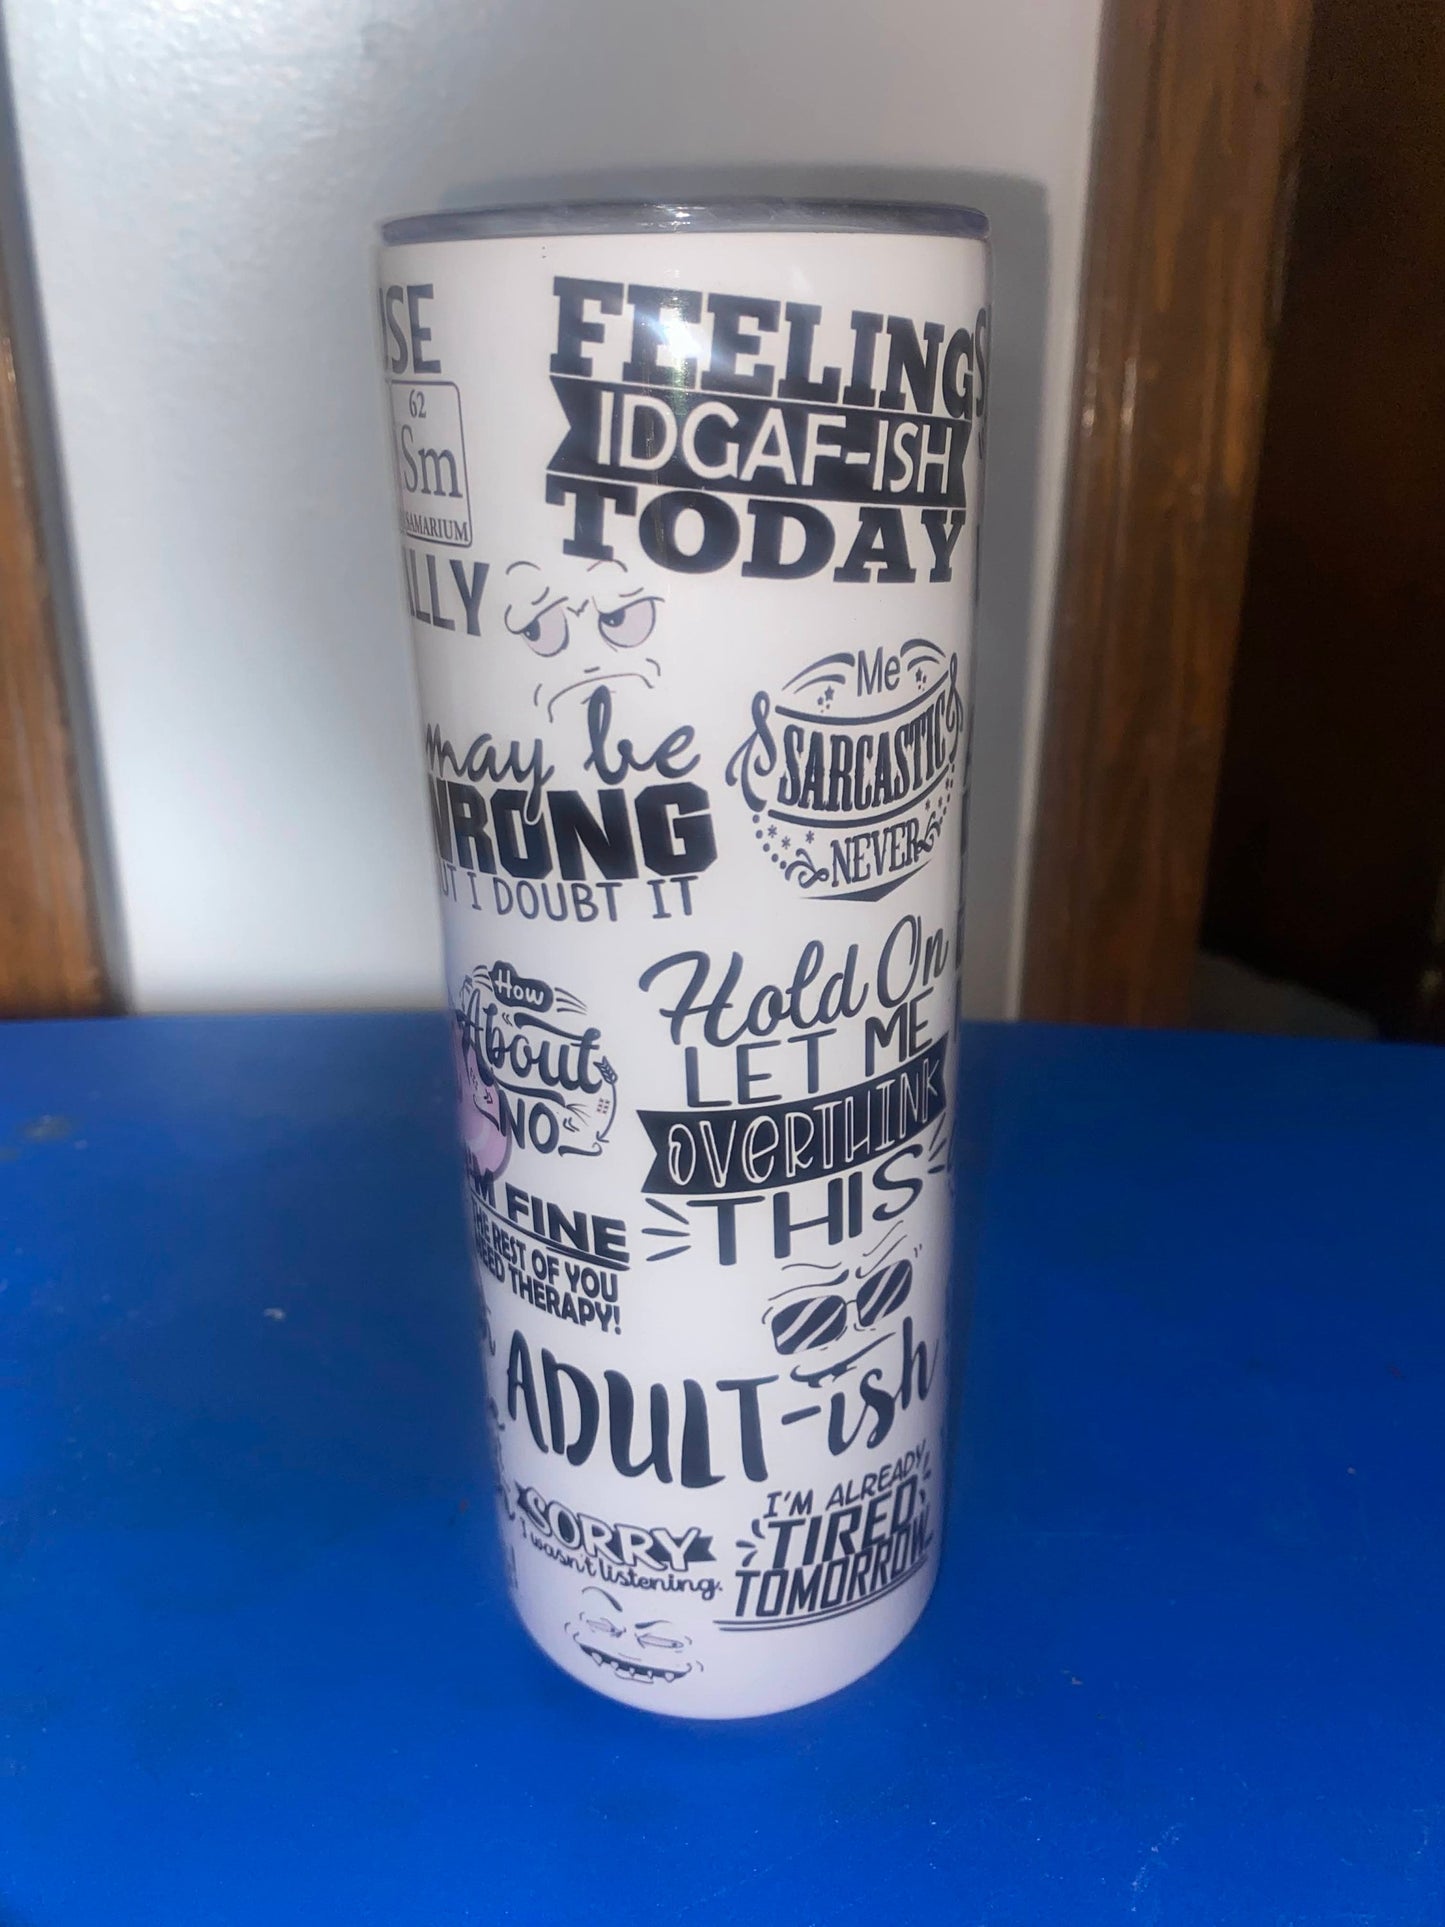 FEELINGS
IDGAF-ISH
TODAY
62
Sm
SAMARIUM
Me
SARCASTIC
NEVER
may be
WRONG
I DOUBT IT
How
About
NO
Hold On
LET ME
OVERTHINK
THIS
I'M FINE
THE REST OF YOU
NEED THERAPY!
ADULT-ish
SORRY
I wasn't listening.
I'M ALREADY
TIRED
TOMORROW